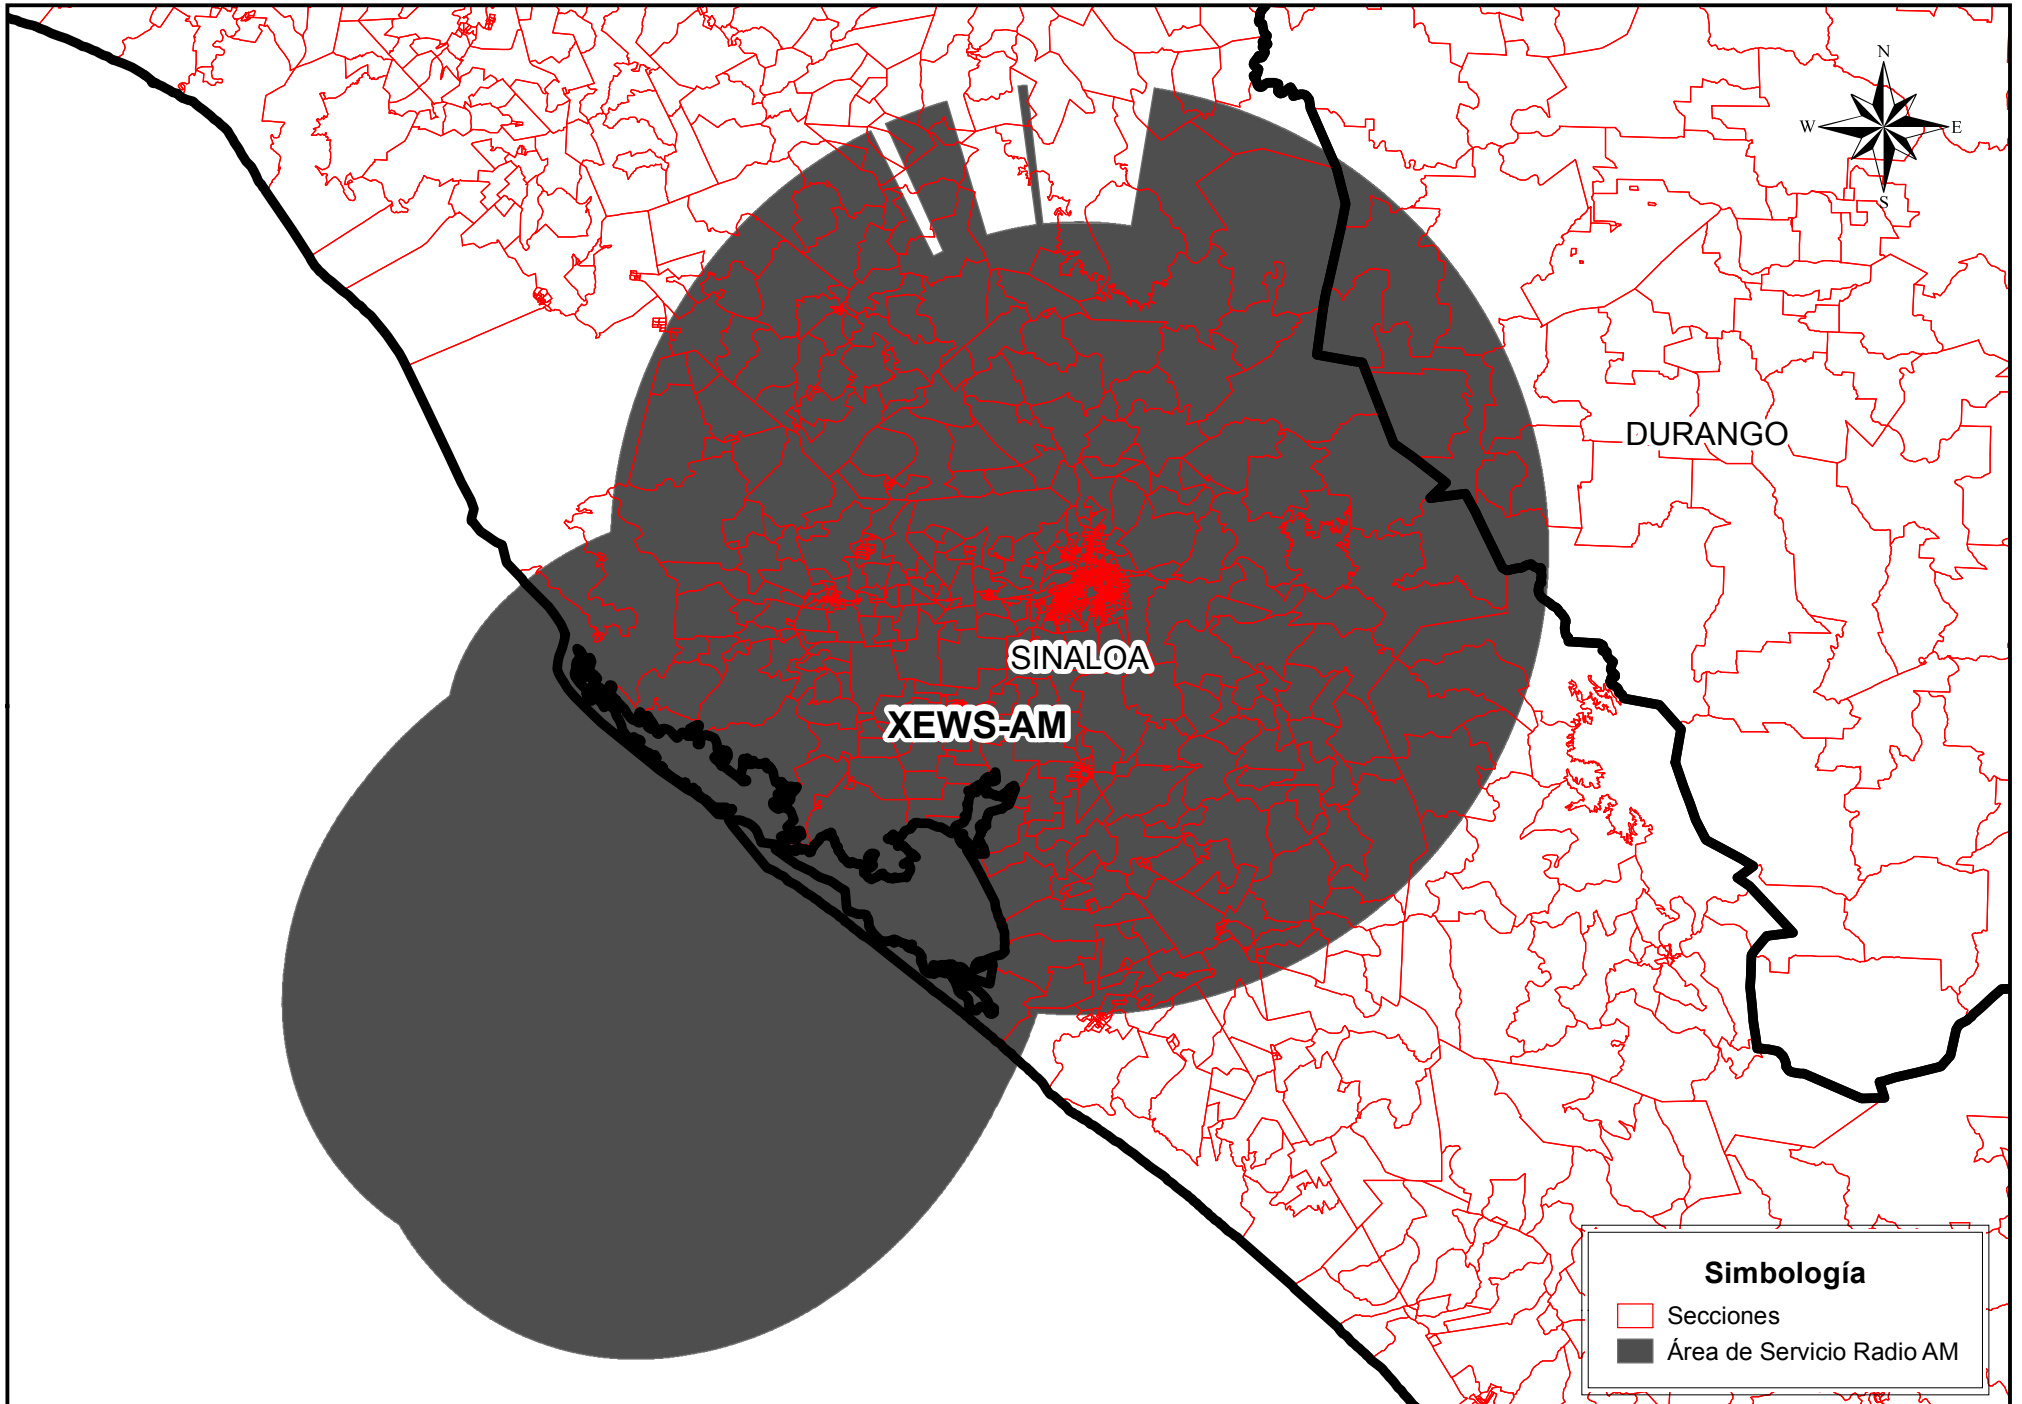 N
W
E
S
DURANGO
SINALOA
XEWS-AM
Simbología
Secciones
Área de Servicio Radio AM